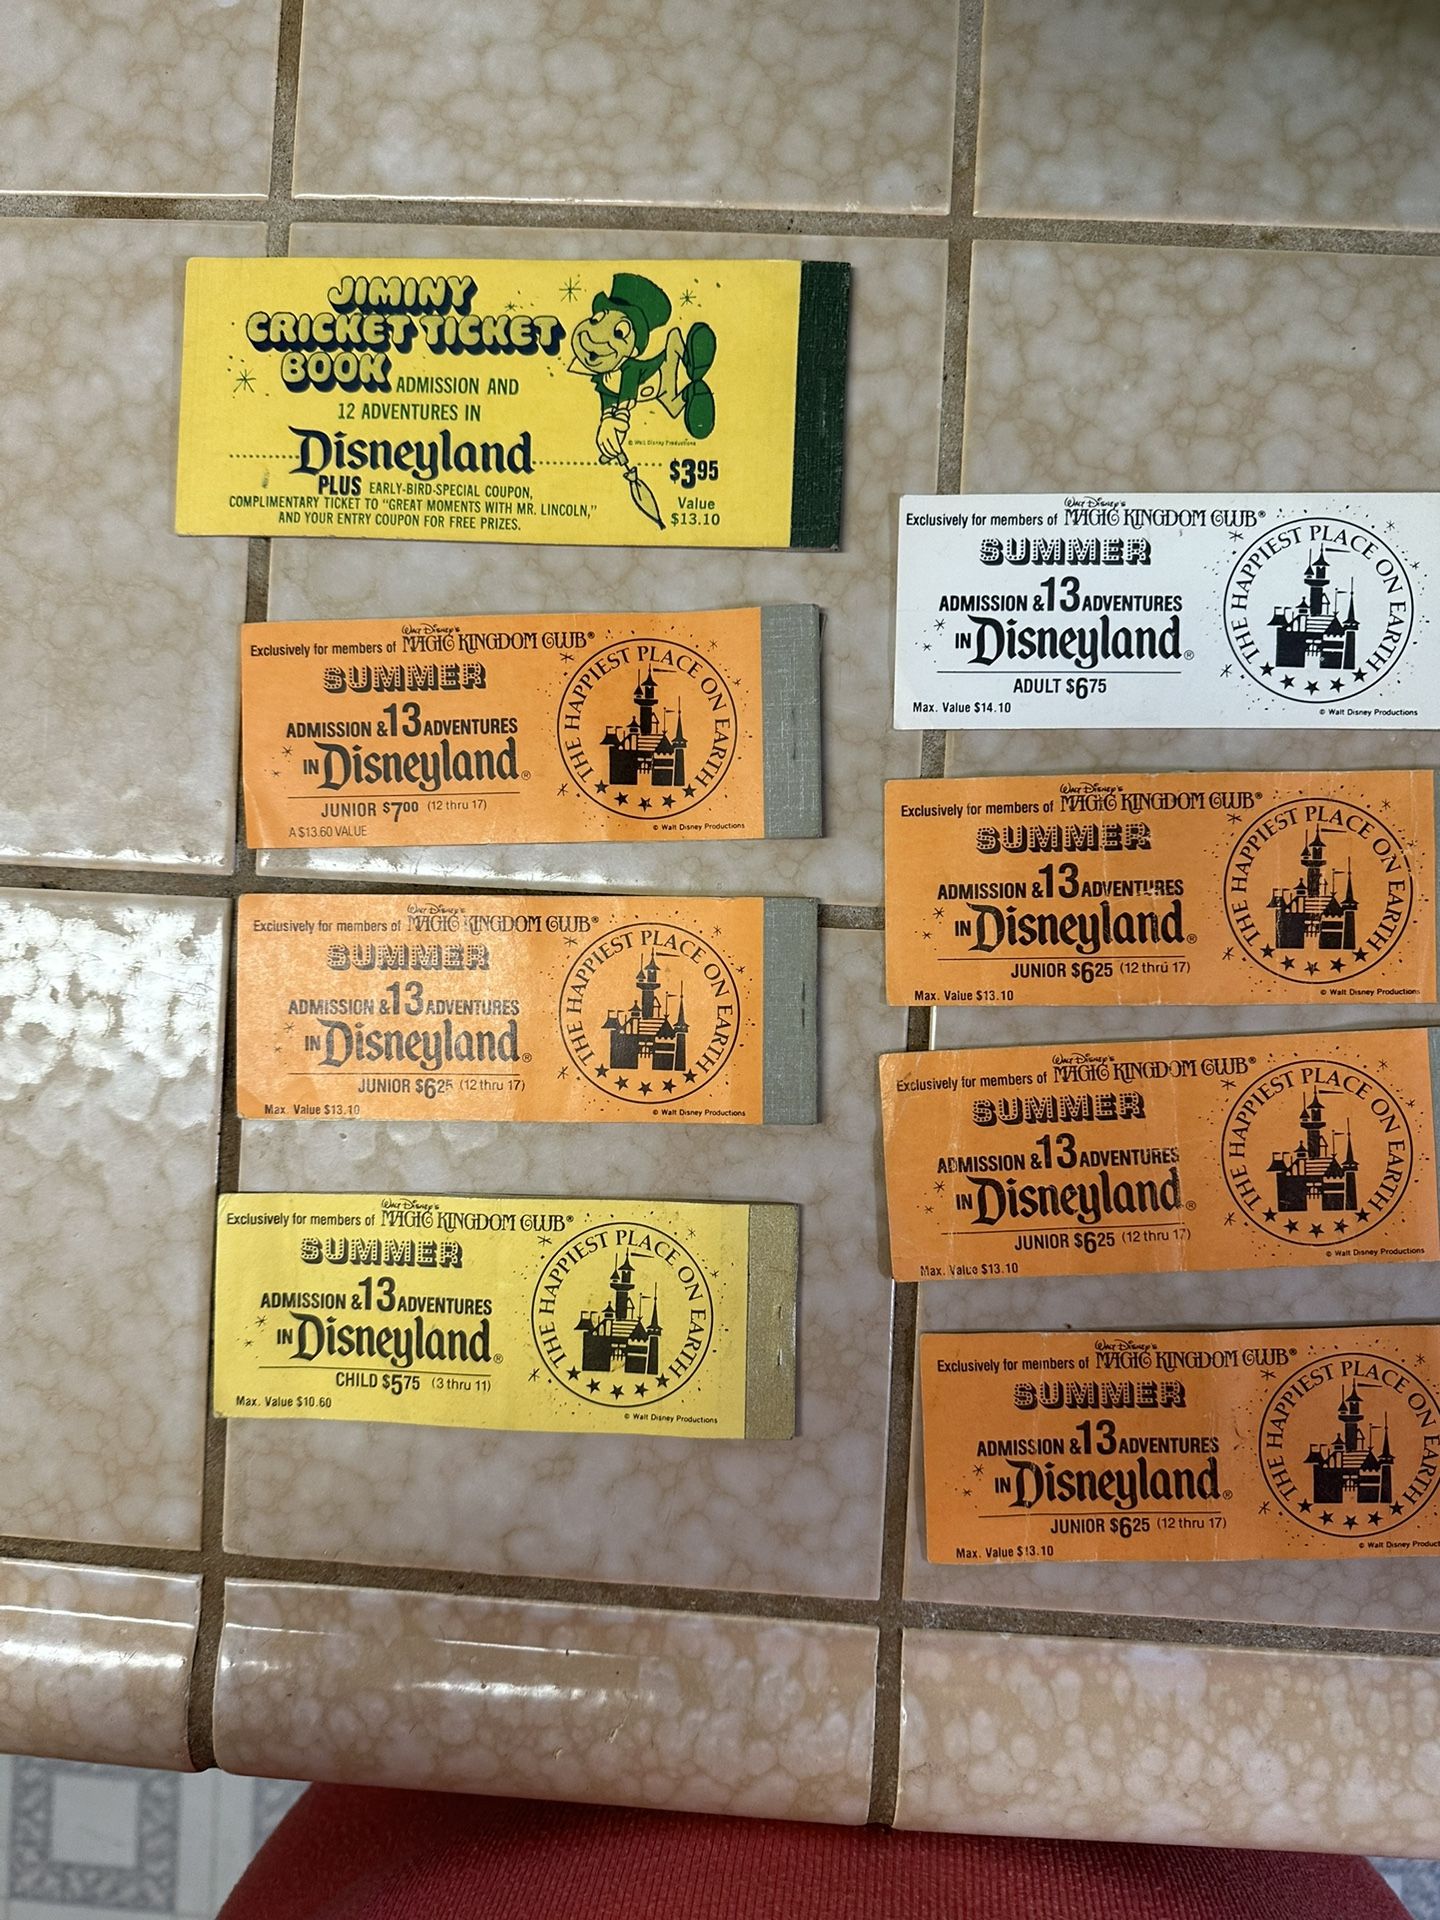 JIMINY
CRICKET TICKET
BOOK ADMISSION AND
12 ADVENTURES IN
Disneyland
$3.95
PLUS EARLY-BIRD-SPECIAL COUPON,
COMPLIMENTARY TICKET TO "GREAT MOMENTS WITH MR. LINCOLN,"
AND YOUR ENTRY COUPON FOR FREE PRIZES.
Value
$13.10
© Walt Disney Productions
Exclusively for members of Walt Disney's MAGIC KINGDOM CLUB®
SUMMER
ADMISSION & 13 ADVENTURES
IN Disneyland®
JUNIOR $7.00 (12 thru 17)
A $13.60 VALUE
THE HAPPIEST PLACE ON EARTH
© Walt Disney Productions
Exclusively for members of Walt Disney's MAGIC KINGDOM CLUB®
SUMMER
ADMISSION & 13 ADVENTURES
IN Disneyland®
JUNIOR $6.25 (12 thru 17)
Max. Value $13.10
THE HAPPIEST PLACE ON EARTH
© Walt Disney Productions
Exclusively for members of Walt Disney's MAGIC KINGDOM CLUB®
SUMMER
ADMISSION & 13 ADVENTURES
IN Disneyland®
CHILD $5.75 (3 thru 11)
Max. Value $10.60
THE HAPPIEST PLACE ON EARTH
© Walt Disney Productions
Exclusively for members of Walt Disney's MAGIC KINGDOM CLUB®
SUMMER
ADMISSION & 13 ADVENTURES
IN Disneyland®
ADULT $6.75
Max. Value $14.10
THE HAPPIEST PLACE ON EARTH
© Walt Disney Productions
Exclusively for members of Walt Disney's MAGIC KINGDOM CLUB®
SUMMER
ADMISSION & 13 ADVENTURES
IN Disneyland®
JUNIOR $6.25 (12 thru 17)
Max. Value $13.10
THE HAPPIEST PLACE ON EARTH
© Walt Disney Productions
Exclusively for members of Walt Disney's MAGIC KINGDOM CLUB®
SUMMER
ADMISSION & 13 ADVENTURES
IN Disneyland®
JUNIOR $6.25 (12 thru 17)
Max. Value $13.10
THE HAPPIEST PLACE ON EARTH
© Walt Disney Productions
Exclusively for members of Walt Disney's MAGIC KINGDOM CLUB®
SUMMER
ADMISSION & 13 ADVENTURES
IN Disneyland®
JUNIOR $6.25 (12 thru 17)
Max. Value $13.10
THE HAPPIEST PLACE ON EARTH
© Walt Disney Product